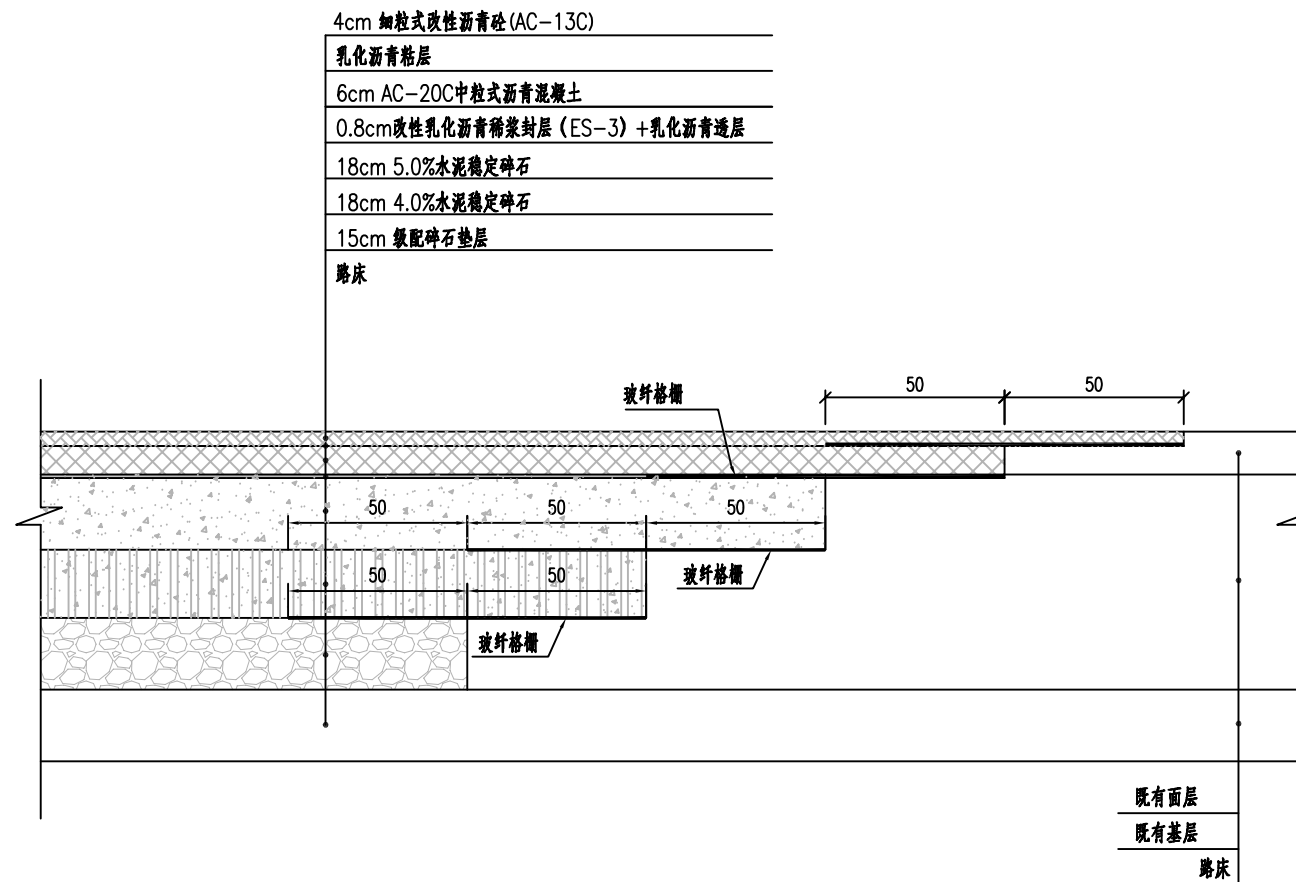 4cm 细粒式改性沥青砼(AC-13C)
乳化沥青粘层
6cm AC-20C中粒式沥青混凝土
0.8cm改性乳化沥青稀浆封层（ES-3）+乳化沥青透层
18cm 5.0%水泥稳定碎石
18cm 4.0%水泥稳定碎石
15cm 级配碎石垫层
路床
玻纤格栅
50
50
50
50
50
玻纤格栅
50
50
玻纤格栅
既有面层
既有基层
路床